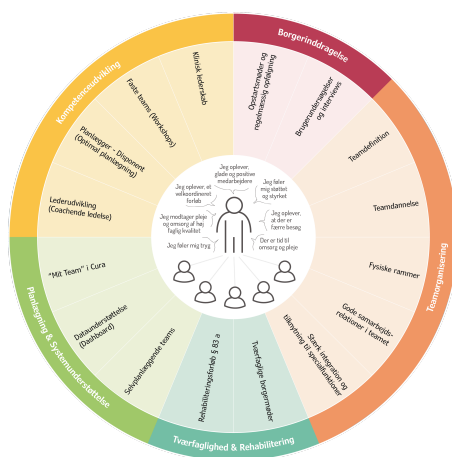 Borgerinddragelse
Opstartsmøder og
regelmæssig opfølgning
Brugerundersøgelser
og interviews
Teamorganisering
Teamdefinition
Teamdannelse
Fysiske rammer
Gode samarbejds-
relationer i teamet
Stærk integration og
tilknytning til specialfunktioner
Tværfaglighed & Rehabilitering
Tværfaglige borgermøder
Rehabiliteringsforløb § 83 a
Planlægning & Systemunderstøttelse
Selvplanlæggende teams
Dataunderstøttelse
(Dashboard)
"Mit Team" i Cura
Kompetenceudvikling
Lederudvikling
(Coachende ledelse)
Planlægger - Disponent
(Optimal planlægning)
Faste teams (Workshops)
Klinisk lederskab
Jeg oplever,
glade og positive
medarbejdere
Jeg føler
mig støttet
og styrket
Jeg oplever,
at der er
færre besøg
Der er tid til
omsorg og pleje
Jeg oplever, et
velkoordineret
forløb
Jeg modtager pleje
og omsorg af høj
faglig kvalitet
Jeg føler mig tryg